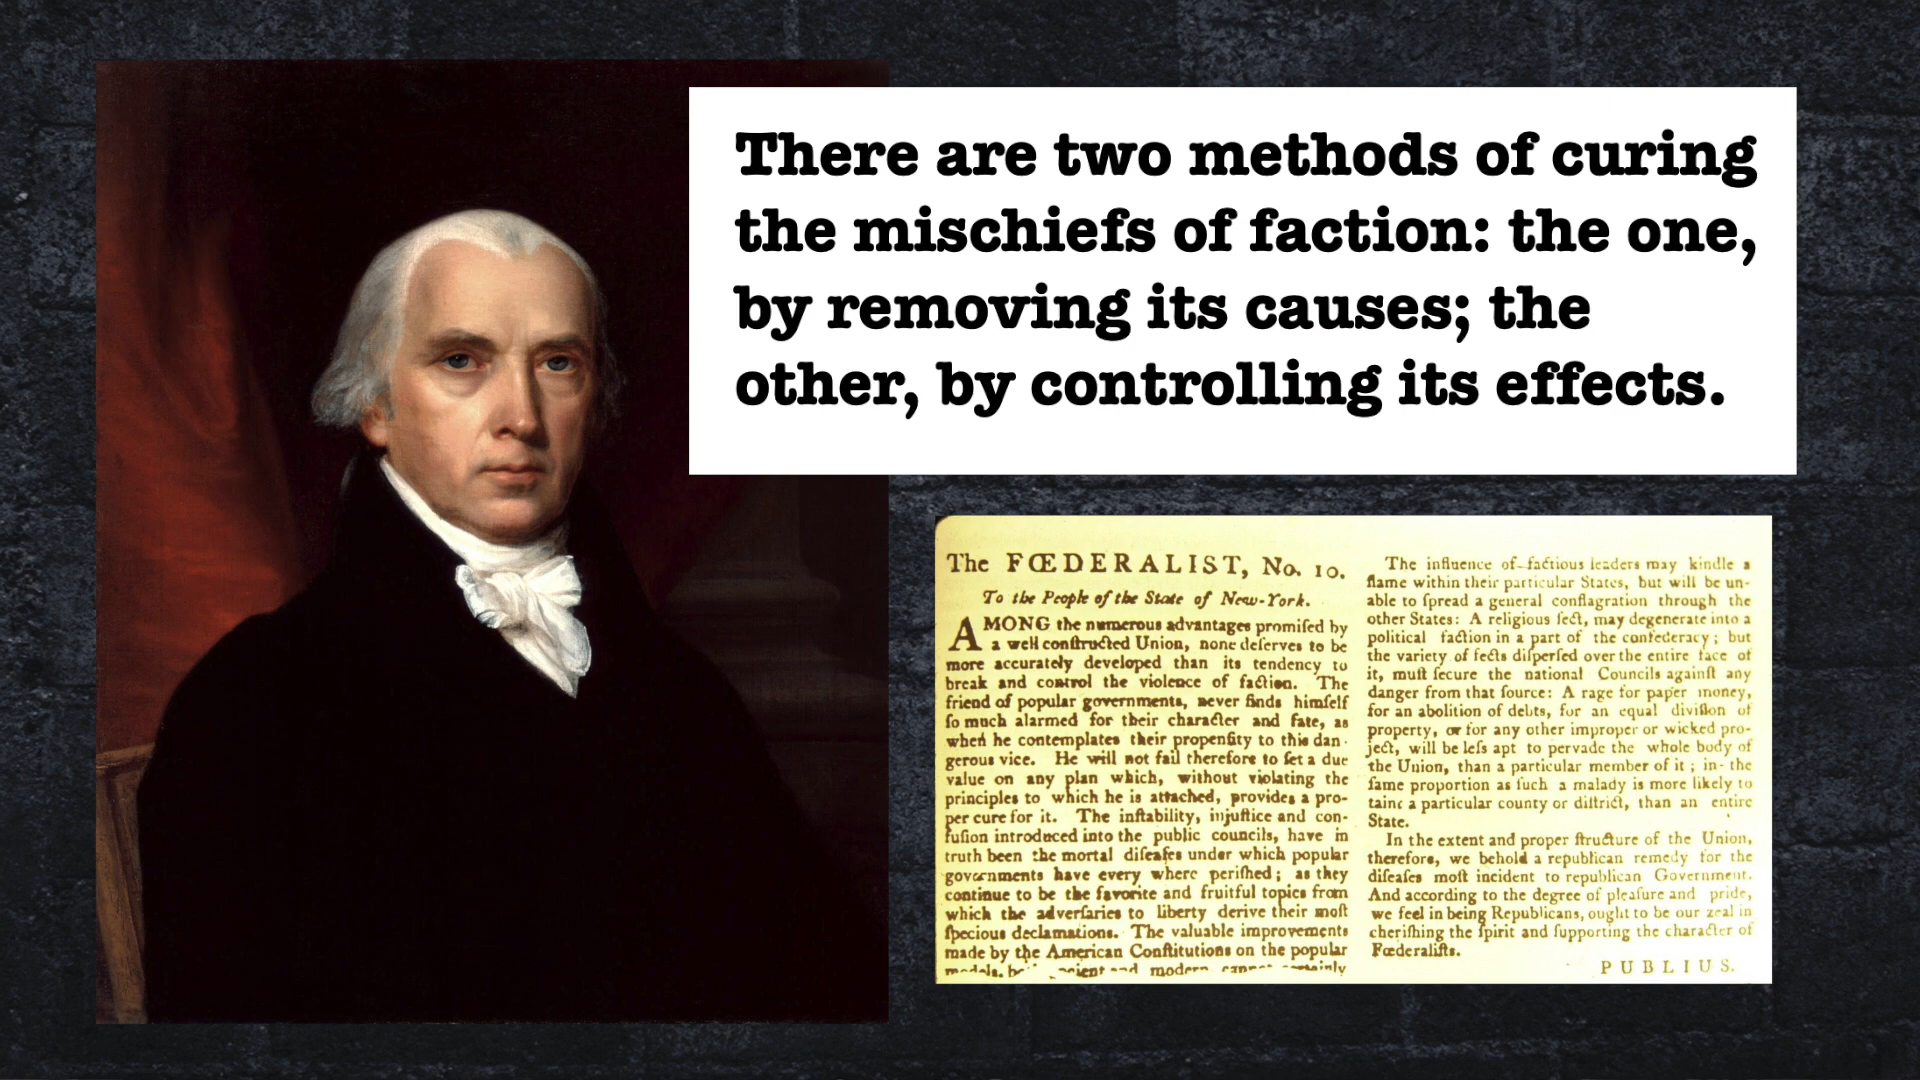 There are two methods of curing
the mischiefs of faction: the one,
by removing its causes; the
other, by controlling its effects.
The FŒDERALIST, No. 10.
To the People of the State of New-York.
AMONG the numerous advantages promiſed by
a well conſtructed Union, none deſerves to be
more accurately developed than its tendency to
break and control the violence of faction. The
friend of popular governments, never finds himſelf
ſo much alarmed for their character and fate, as
when he contemplates their propenſity to this dan-
gerous vice. He will not fail therefore to ſet a due
value on any plan which, without violating the
principles to which he is attached, provides a pro-
per cure for it. The inſtability, injuſtice and con-
fuſion introduced into the public councils, have in
truth been the mortal diſeaſes under which popular
governments have every where periſhed; as they
continue to be the favorite and fruitful topics from
which the adverſaries to liberty derive their moſt
ſpecious declamations. The valuable improvements
made by the American Conſtitutions on the popular
and modern
The influence of factious leaders may kindle a
flame within their particular States, but will be un-
able to ſpread a general conflagration through the
other States: A religious ſect, may degenerate into a
political faction in a part of the confederacy; but
the variety of ſects diſperſed over the entire face of
it, muſt ſecure the national Councils againſt any
danger from that ſource: A rage for paper money,
for an abolition of debts, for an equal diviſion of
property, or for any other improper or wicked pro-
ject, will be leſs apt to pervade the whole body of
the Union, than a particular member of it; in the
ſame proportion as ſuch a malady is more likely to
taint a particular county or diſtrict, than an entire
State.
In the extent and proper ſtructure of the Union,
therefore, we behold a republican remedy for the
diſeaſes moſt incident to republican Government.
And according to the degree of pleaſure and pride,
we feel in being Republicans, ought to be our zeal in
cheriſhing the ſpirit and ſupporting the character of
Fœderaliſts.
PUBLIUS.